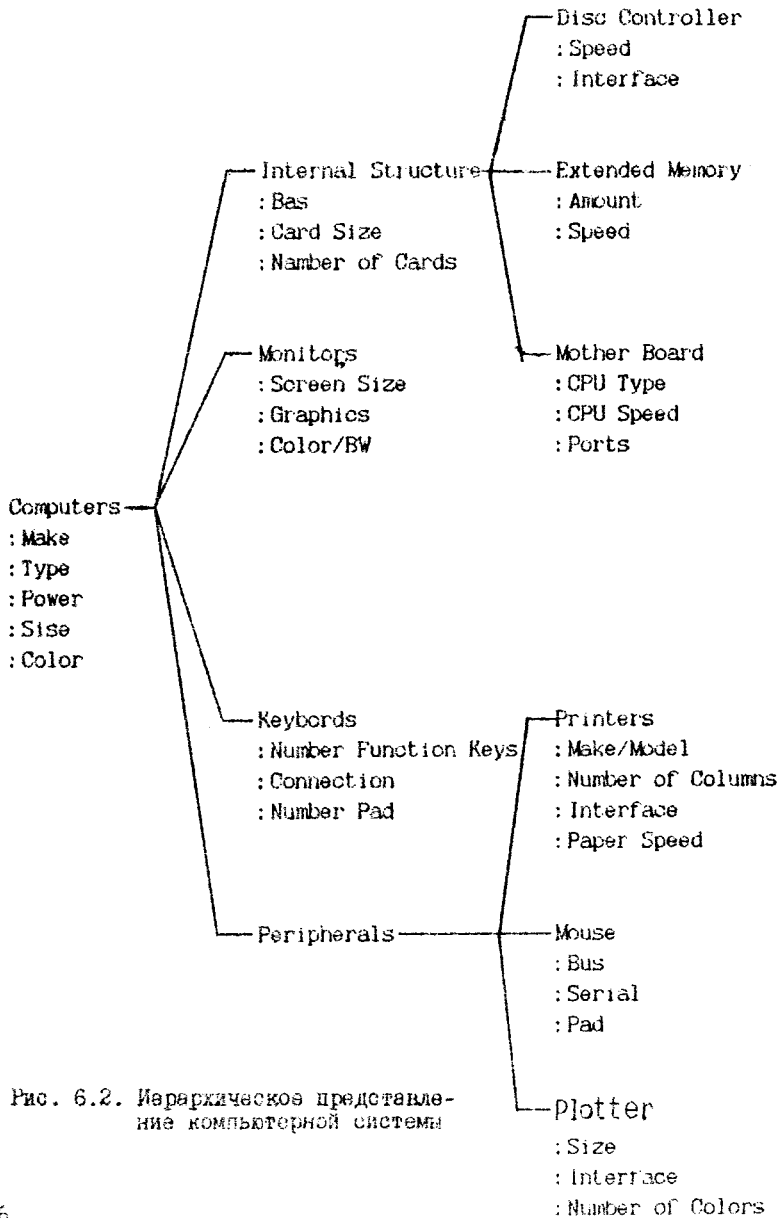 Disc Controller
:Speed
:Interface
Internal Structure
:Bas
:Card Size
:Namber of Cards
Extended Memory
:Amount
:Speed
Monitors
:Screen Size
:Graphics
:Color/BW
Mother Board
:CPU Type
:CPU Speed
:Ports
Computers
:Make
:Type
:Power
:Sise
:Color
Keybords
:Number Function Keys
:Connection
:Number Pad
Printers
:Make/Model
:Number of Columns
:Interface
:Paper Speed
Peripherals
Mouse
:Bus
:Serial
:Pad
Рис. 6.2. Иерархическое представле-
ние компьютерной системы
Plotter
:Size
:Interface
:Number of Colors